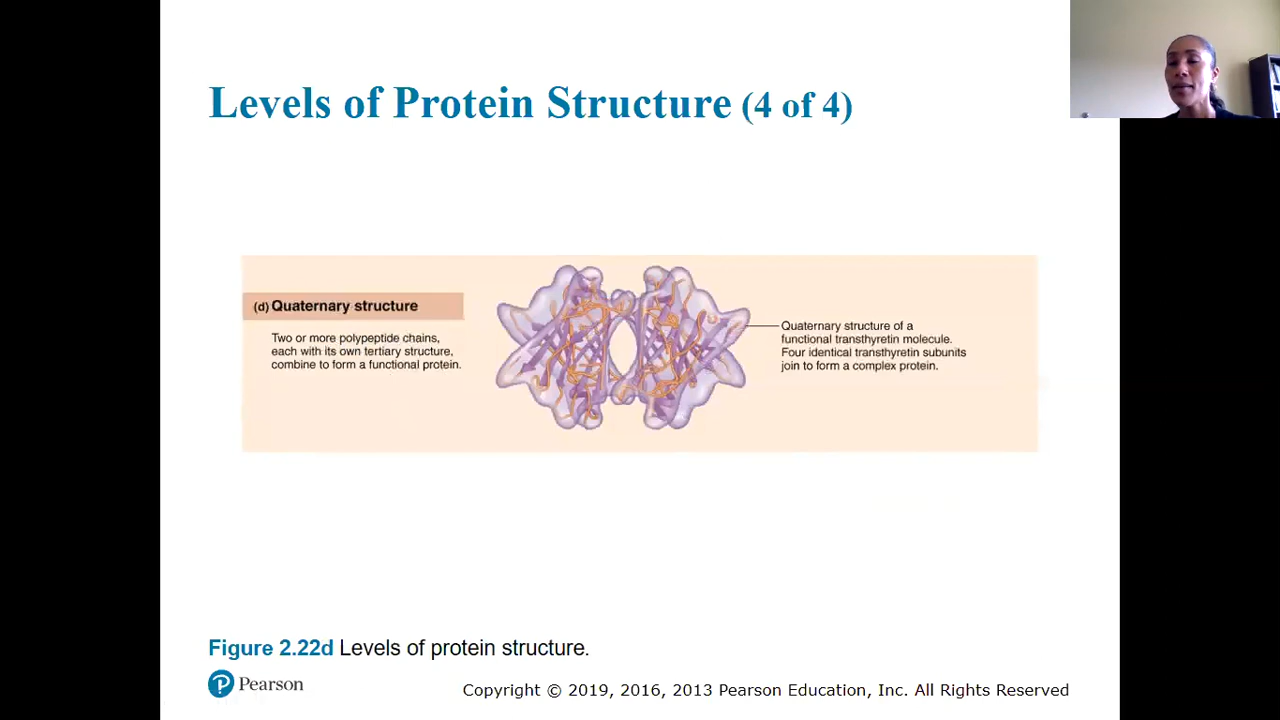 Levels of Protein Structure (4 of 4)
(d) Quaternary structure
Two or more polypeptide chains,
each with its own tertiary structure,
combine to form a functional protein.
Quaternary structure of a
functional transthyretin molecule.
Four identical transthyretin subunits
join to form a complex protein.
Figure 2.22d Levels of protein structure.
P Pearson
Copyright © 2019, 2016, 2013 Pearson Education, Inc. All Rights Reserved